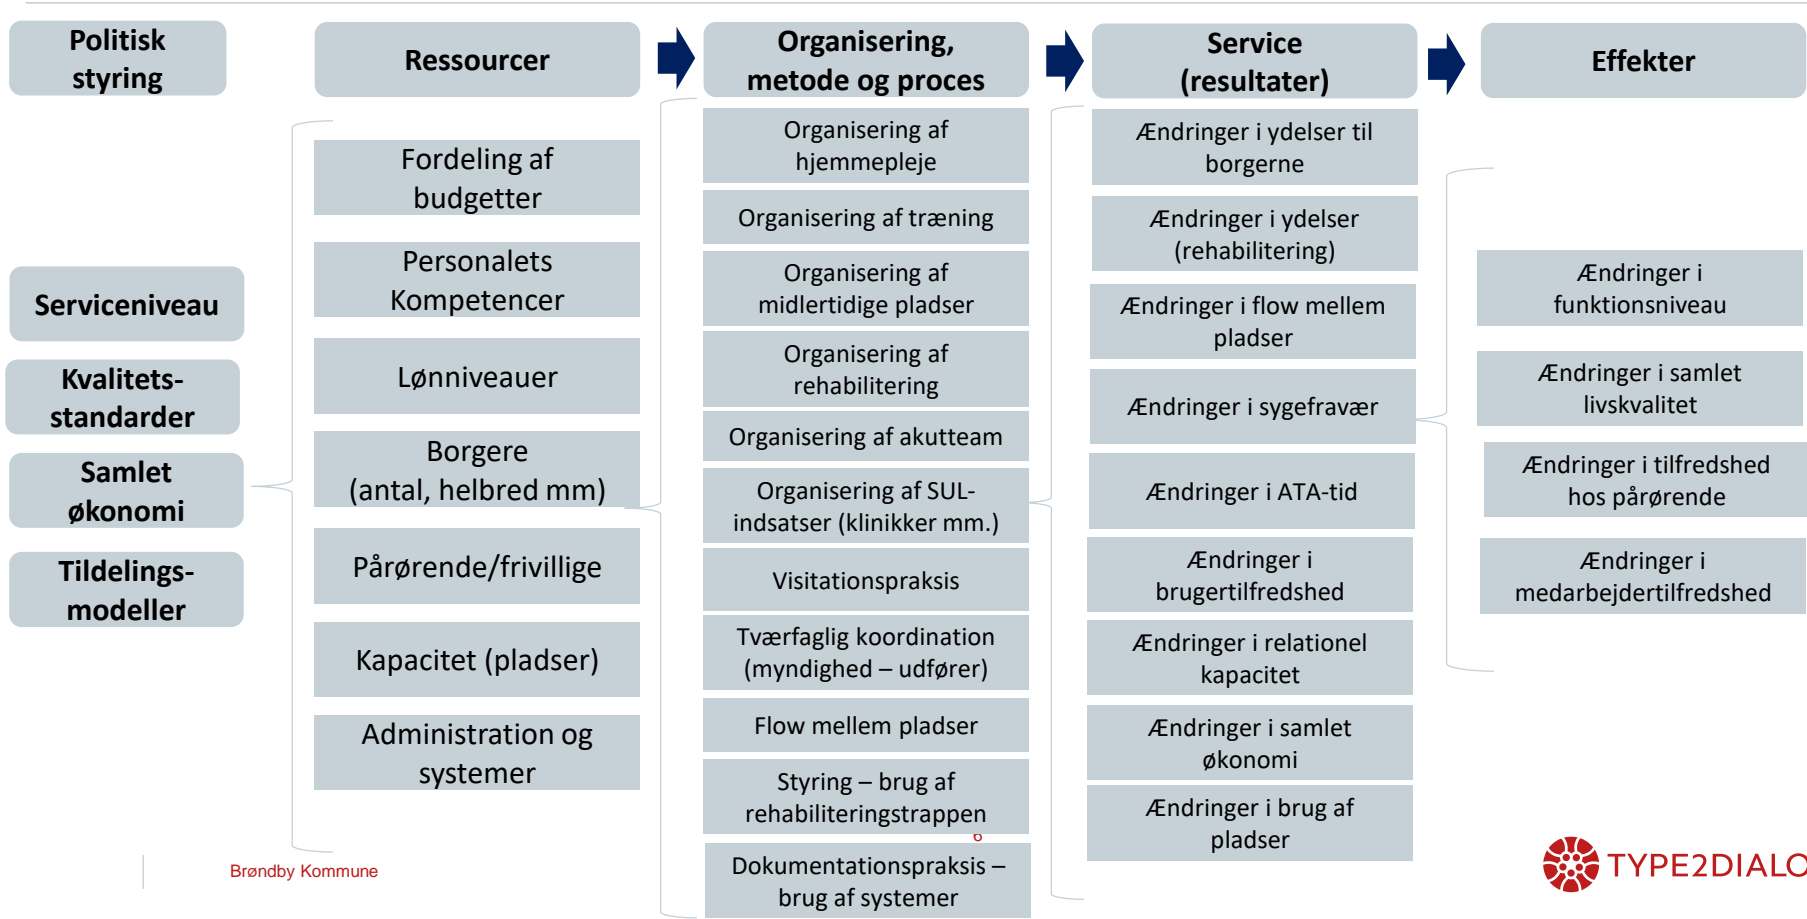 Politisk
styring
Serviceniveau
Kvalitets-
standarder
Samlet
økonomi
Tildelings-
modeller
Ressourcer
Fordeling af
budgetter
Personalets
Kompetencer
Lønniveauer
Borgere
(antal, helbred mm)
Pårørende/frivillige
Kapacitet (pladser)
Administration og
systemer
Organisering,
metode og proces
Organisering af
hjemmepleje
Organisering af træning
Organisering af
midlertidige pladser
Organisering af
rehabilitering
Organisering af akutteam
Organisering af SUL-
indsatser (klinikker mm.)
Visitationspraksis
Tværfaglig koordination
(myndighed – udfører)
Flow mellem pladser
Styring – brug af
rehabiliteringstrappen
Dokumentationspraksis –
brug af systemer
Service
(resultater)
Ændringer i ydelser til
borgerne
Ændringer i ydelser
(rehabilitering)
Ændringer i flow mellem
pladser
Ændringer i sygefravær
Ændringer i ATA-tid
Ændringer i
brugertilfredshed
Ændringer i relationel
kapacitet
Ændringer i samlet
økonomi
Ændringer i brug af
pladser
Effekter
Ændringer i
funktionsniveau
Ændringer i samlet
livskvalitet
Ændringer i tilfredshed
hos pårørende
Ændringer i
medarbejdertilfredshed
Brøndby Kommune
6
TYPE2DIALO